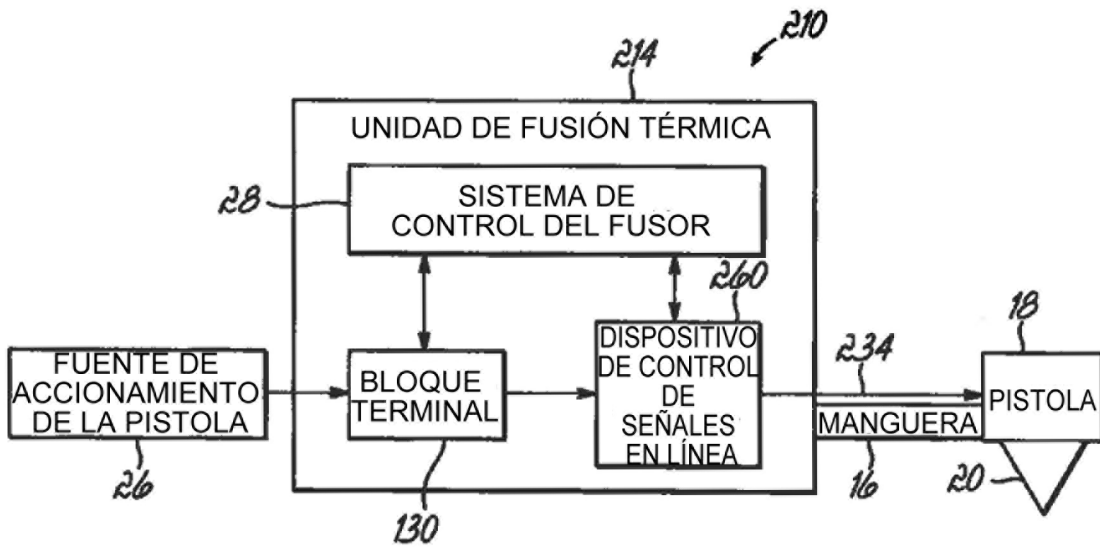 210
214
UNIDAD DE FUSIÓN TÉRMICA
28
SISTEMA DE
CONTROL DEL FUSOR
260
18
FUENTE DE
ACCIONAMIENTO
DE LA PISTOLA
BLOQUE
TERMINAL
DISPOSITIVO
DE CONTROL
DE
SEÑALES
EN LÍNEA
234
PISTOLA
MANGUERA
26
130
16
20